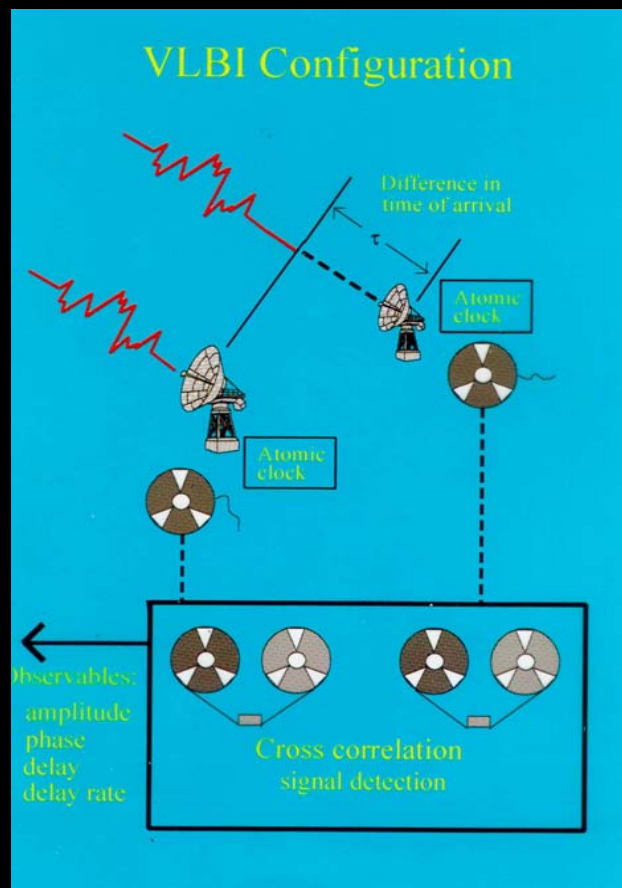 VLBI Configuration
Difference in
time of arrival
τ
Atomic
clock
Atomic
clock
Observables:
amplitude
phase
delay
delay rate
Cross correlation
signal detection